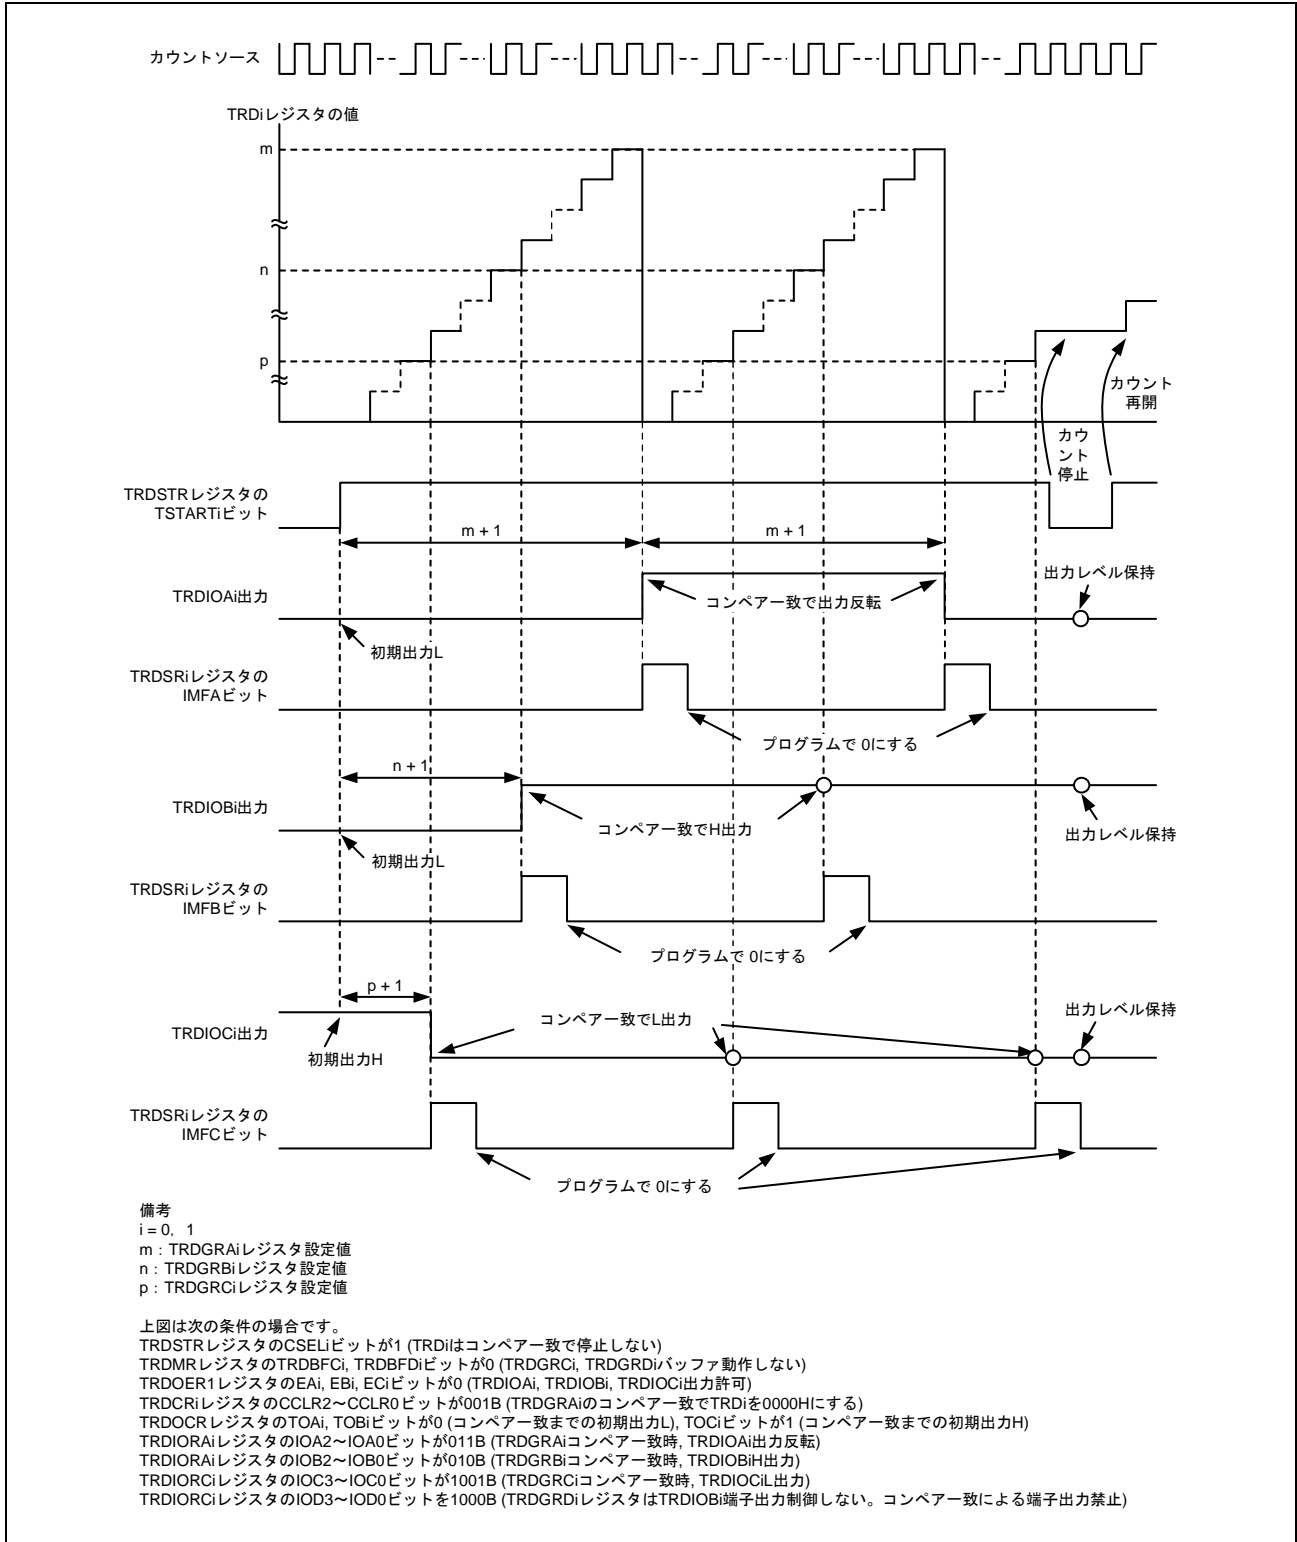 カウントソース
TRDiレジスタの値
m
n
p
カウント
再開
カウ
ント
停止
TRDSTRレジスタの
TSTARTiビット
m + 1
m + 1
出力レベル保持
TRDIOAi出力
コンペアー致で出力反転
初期出力L
TRDSRiレジスタの
IMFAビット
プログラムで 0にする
n + 1
TRDIOBi出力
コンペアー致でH出力
出力レベル保持
初期出力L
TRDSRiレジスタの
IMFBビット
プログラムで 0にする
p + 1
出力レベル保持
コンペアー致でL出力
TRDIOCi出力
初期出力H
TRDSRiレジスタの
IMFCビット
プログラムで 0にする
備考
i = 0, 1
m : TRDGRAiレジスタ設定値
n : TRDGRBiレジスタ設定値
p : TRDGRCiレジスタ設定値
上図は次の条件の場合です。
TRDSTRレジスタのCSELiビットが1 (TRDiはコンペアー致で停止しない)
TRDMRレジスタのTRDBFCi, TRDBFDiビットが0 (TRDGRCi, TRDGRDiバッファ動作しない)
TRDOER1レジスタのEAi, EBi, ECiビットが0 (TRDIOAi, TRDIOBi, TRDIOCi出力許可)
TRDCRiレジスタのCCLR2～CCLR0ビットが001B (TRDGRAiのコンペアー致でTRDiを0000Hにする)
TRDOCRレジスタのTOAi, TOBiビットが0 (コンペアー致までの初期出力L), TOCiビットが1 (コンペアー致までの初期出力H)
TRDIORAiレジスタのIOA2～IOA0ビットが011B (TRDGRAiコンペアー致時, TRDIOAi出力反転)
TRDIORAiレジスタのIOB2～IOB0ビットが010B (TRDGRBiコンペアー致時, TRDIOBiH出力)
TRDIORCiレジスタのIOC3～IOC0ビットが1001B (TRDGRCiコンペアー致時, TRDIOCiL出力)
TRDIORCiレジスタのIOD3～IOD0ビットを1000B (TRDGRDiレジスタはTRDIOBi端子出力制御しない。コンペアー致による端子出力禁止)